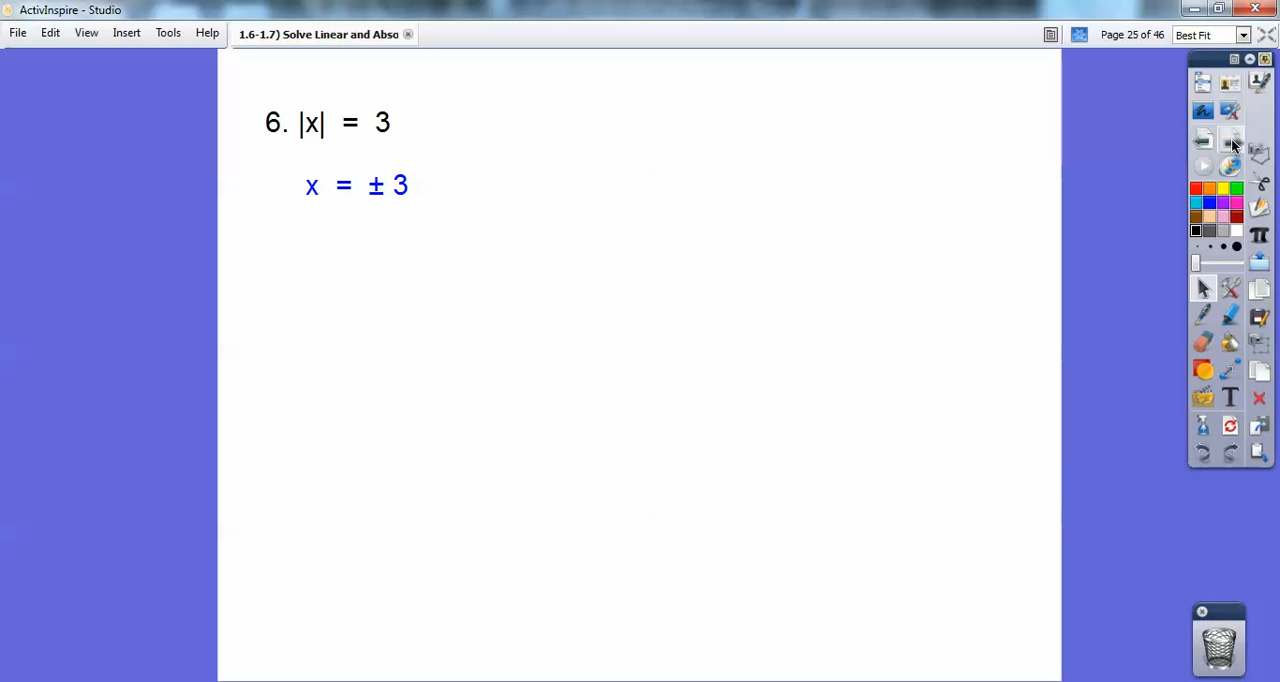 ActivInspire - Studio
File Edit View Insert Tools Help 1.6-1.7) Solve Linear and Abso Page 25 of 46 Best Fit
6. |x| = 3
x = ± 3